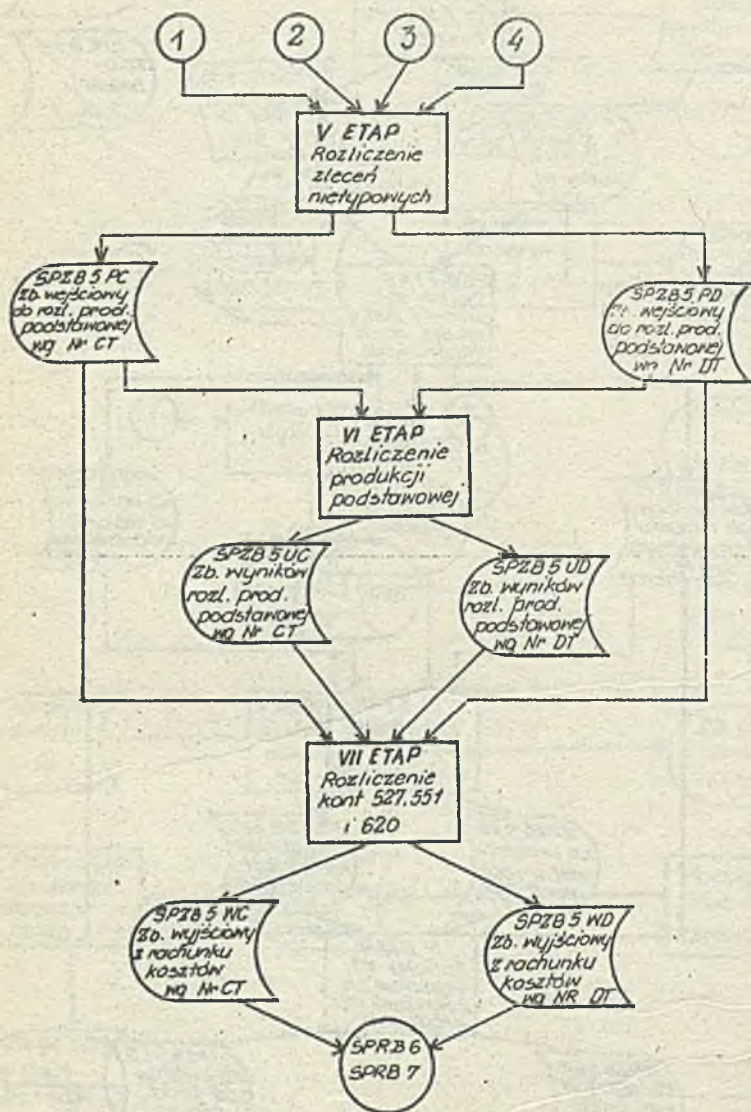 1 2 3 4
V ETAP
Rozliczenie
zleceń
nietypowych
SPZB 5 PC
Zb. wejściowy
do rozl. prod.
podstawowej
wg Nr CT
SPZB 5 PD
Zb. wejściowy
do rozl. prod.
podstawowej
wg Nr DT
VI ETAP
Rozliczenie
produkcji
podstawowej
SPZB 5 UC
Zb. wyników
rozl. prod.
podstawowej
wg Nr CT
SPZB 5 UD
Zb. wyników
rozl. prod.
podstawowej
wg Nr DT
VII ETAP
Rozliczenie
kont 527, 551
i 620
SPZB 5 WC
Zb. wyjściowy
z rachunku
kosztów
wg Nr CT
SPZB 5 WD
Zb. wyjściowy
z rachunku
kosztów
wg NR DT
SPRB 6
SPRB 7